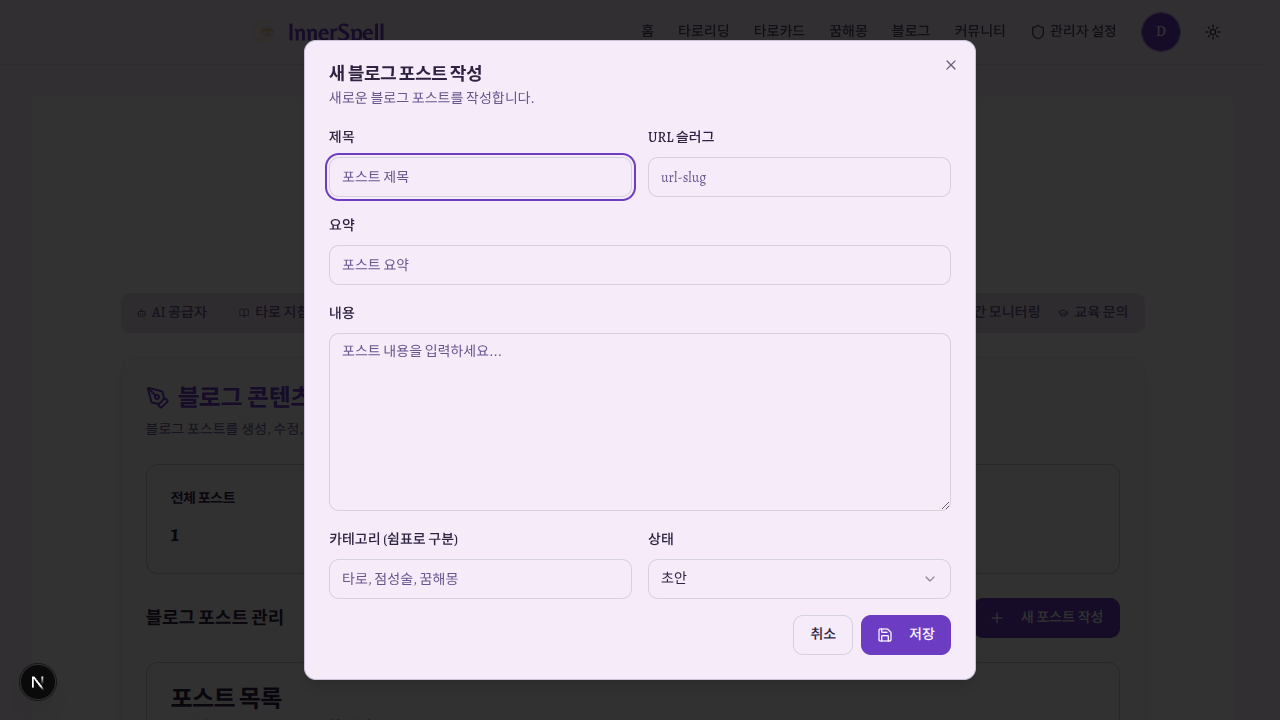 InnerSpell
홈 타로리딩 타로카드 꿈해몽 블로그 커뮤니티 관리자 설정 D
새 블로그 포스트 작성
새로운 블로그 포스트를 작성합니다.
제목 URL 슬러그
포스트 제목 url-slug
요약
포스트 요약
AI 공급자 타로 지침 모니터링 교육 문의
내용
포스트 내용을 입력하세요...
블로그 콘텐츠
블로그 포스트를 생성, 수정,
전체 포스트
1
카테고리 (쉼표로 구분) 상태
타로, 점성술, 꿈해몽 초안
블로그 포스트 관리 새 포스트 작성
취소 저장
포스트 목록
N